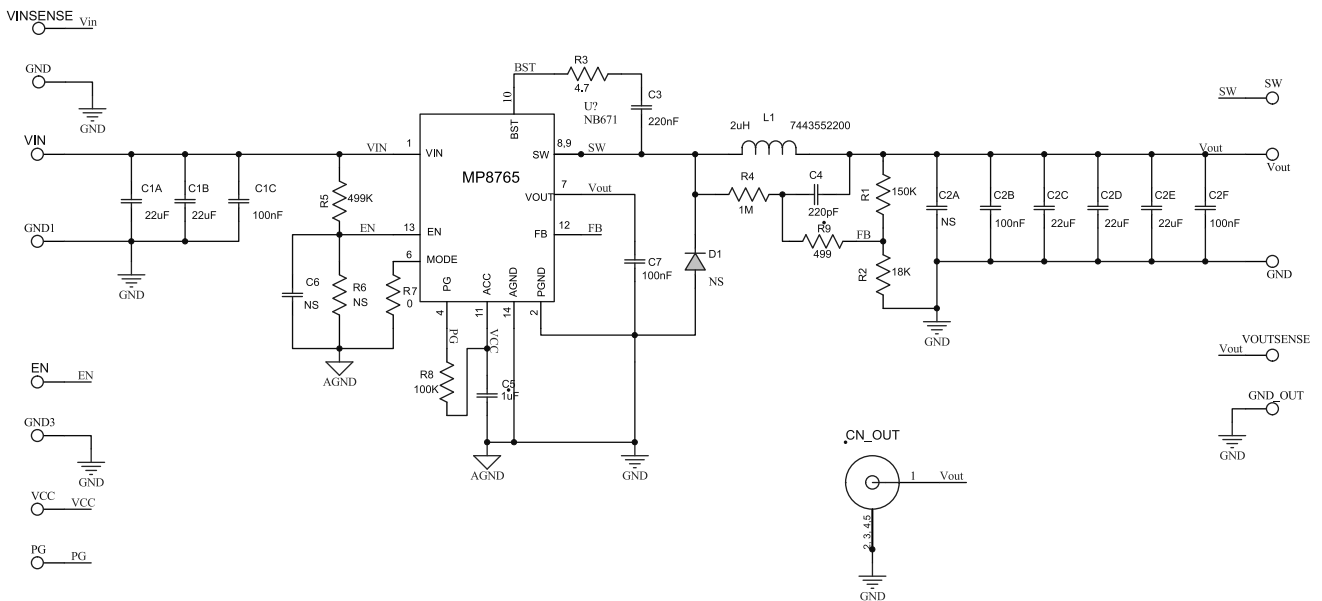 VINSENSE
Vin
GND
GND
VIN
GND1
GND
C1A
22uF
C1B
22uF
C1C
100nF
VIN
R5
499K
EN
C6
NS
R6
NS
R7
0
AGND
BST
R3
4.7
U?
NB671
C3
220nF
10
BST
1
VIN
MP8765
8,9
SW
SW
7
VOUT
Vout
12
FB
FB
13
EN
6
MODE
PG
ACC
AGND
PGND
4
11
14
2
PG
VCC
R8
100K
C5
1uF
AGND
C7
100nF
GND
D1
NS
2uH
L1
7443552200
R4
1M
C4
220pF
R9
499
FB
R1
150K
R2
18K
GND
C2A
NS
C2B
100nF
C2C
22uF
C2D
22uF
C2E
22uF
C2F
100nF
SW
SW
Vout
Vout
GND
VOUTSENSE
Vout
GND_OUT
GND
EN
EN
GND3
GND
VCC
VCC
PG
PG
CN_OUT
1
Vout
2, 3, 4,5
GND